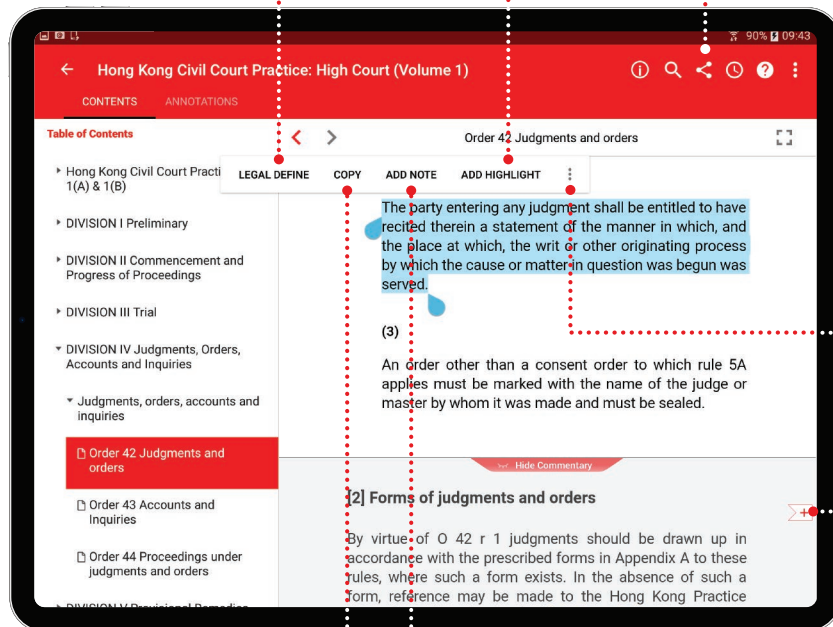 90% 09:43
Hong Kong Civil Court Practice: High Court (Volume 1)
CONTENTS ANNOTATIONS
Table of Contents
Order 42 Judgments and orders
Hong Kong Civil Court Practi
1(A) & 1(B)
LEGAL DEFINE COPY ADD NOTE ADD HIGHLIGHT
DIVISION I Preliminary
DIVISION II Commencement and
Progress of Proceedings
DIVISION III Trial
DIVISION IV Judgments, Orders,
Accounts and Inquiries
Judgments, orders, accounts and
inquiries
Order 42 Judgments and
orders
Order 43 Accounts and
Inquiries
Order 44 Proceedings under
judgments and orders
DIVISION V Provisional Remedies
The party entering any judgment shall be entitled to have
recited therein a statement of the manner in which, and
the place at which, the writ or other originating process
by which the cause or matter in question was begun was
served.
(3)
An order other than a consent order to which rule 5A
applies must be marked with the name of the judge or
master by whom it was made and must be sealed.
Hide Commentary
[2] Forms of judgments and orders
By virtue of O 42 r 1 judgments should be drawn up in
accordance with the prescribed forms in Appendix A to these
rules, where such a form exists. In the absence of such a
form, reference may be made to the Hong Kong Practice